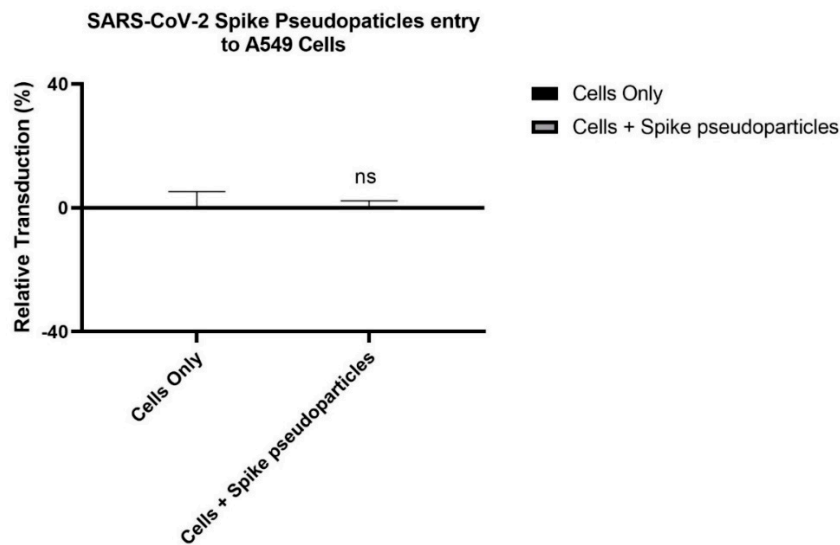 SARS-CoV-2 Spike Pseudopaticles entry
to A549 Cells
Relative Transduction (%)
40
0
-40
ns
Cells Only
Cells + Spike pseudoparticles
Cells Only
Cells + Spike pseudoparticles